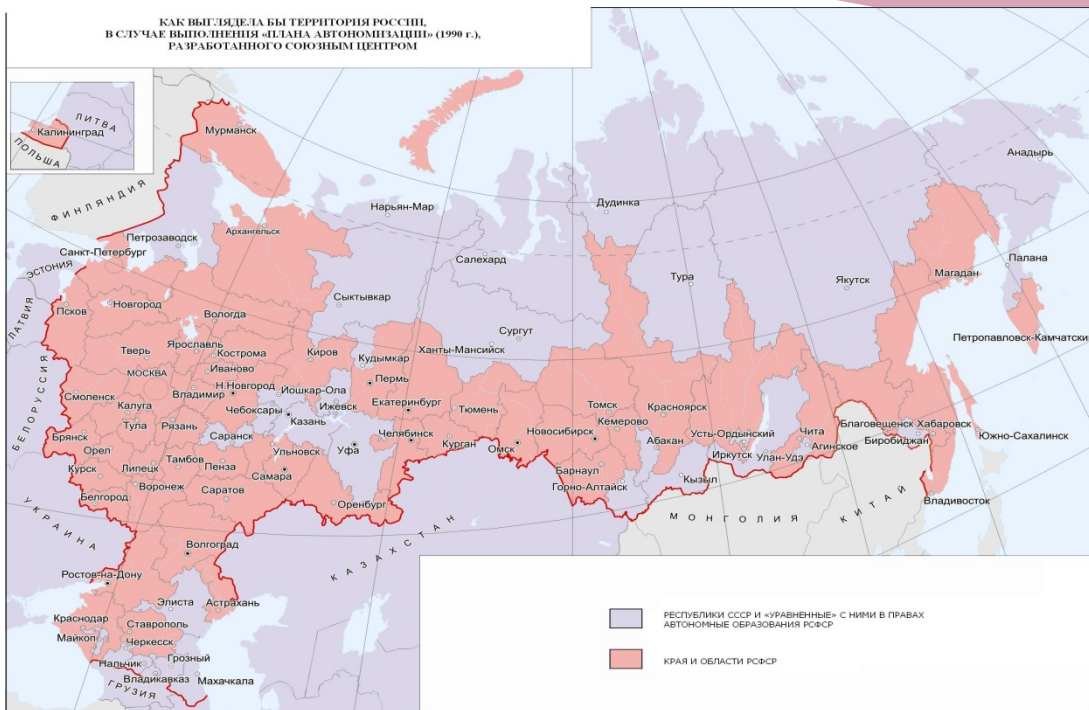 КАК ВЫГЛЯДЕЛА БЫ ТЕРРИТОРИЯ РОССИИ,
В СЛУЧАЕ ВЫПОЛНЕНИЯ «ПЛАНА АВТОНОМИЗАЦИИ» (1990 г.),
РАЗРАБОТАННОГО СОЮЗНЫМ ЦЕНТРОМ
ЛИТВА
Калининград
ПОЛЬША
Мурманск
ФИНЛЯНДИЯ
Нарьян-Мар
Дудинка
Анадырь
Петрозаводск
Архангельск
Санкт-Петербург
Салехард
ЭСТОНИЯ
Тура
Якутск
Палана
Магадан
ЛАТВИЯ
Псков
Новгород
Сыктывкар
Вологда
Сургут
Петропавловск-Камчатский
Ханты-Мансийск
Тверь
Ярославль
Кострома
Киров
Кудымкар
МОСКВА
Иваново
Пермь
БЕЛОРУССИЯ
Смоленск
Владимир
Н.Новгород
Йошкар-Ола
Екатеринбург
Тюмень
Томск
Красноярск
Калуга
Чебоксары
Ижевск
Казань
Кемерово
Усть-Ордынский
Чита
Благовещенск
Хабаровск
Тула
Рязань
Брянск
Саранск
Ульновск
Уфа
Челябинск
Курган
Омск
Новосибирск
Абакан
Иркутск
Улан-Удэ
Агинское
Биробиджан
Южно-Сахалинск
Орел
Тамбов
Пенза
Самара
Курск
Липецк
Барнаул
Горно-Алтайск
Кызыл
Воронеж
Саратов
Белгород
Оренбург
Владивосток
УКРАИНА
КАЗАХСТАН
МОНГОЛИЯ
КИТАЙ
Волгоград
Ростов-на-Дону
Элиста
Астрахань
Краснодар
Ставрополь
Майкоп
Черкесск
Нальчик
Грозный
Владикавказ
Махачкала
ГРУЗИЯ
РЕСПУБЛИКИ СССР И «УРАВНЕННЫЕ» С НИМИ В ПРАВАХ
АВТОНОМНЫЕ ОБРАЗОВАНИЯ РСФСР
КРАЯ И ОБЛАСТИ РСФСР